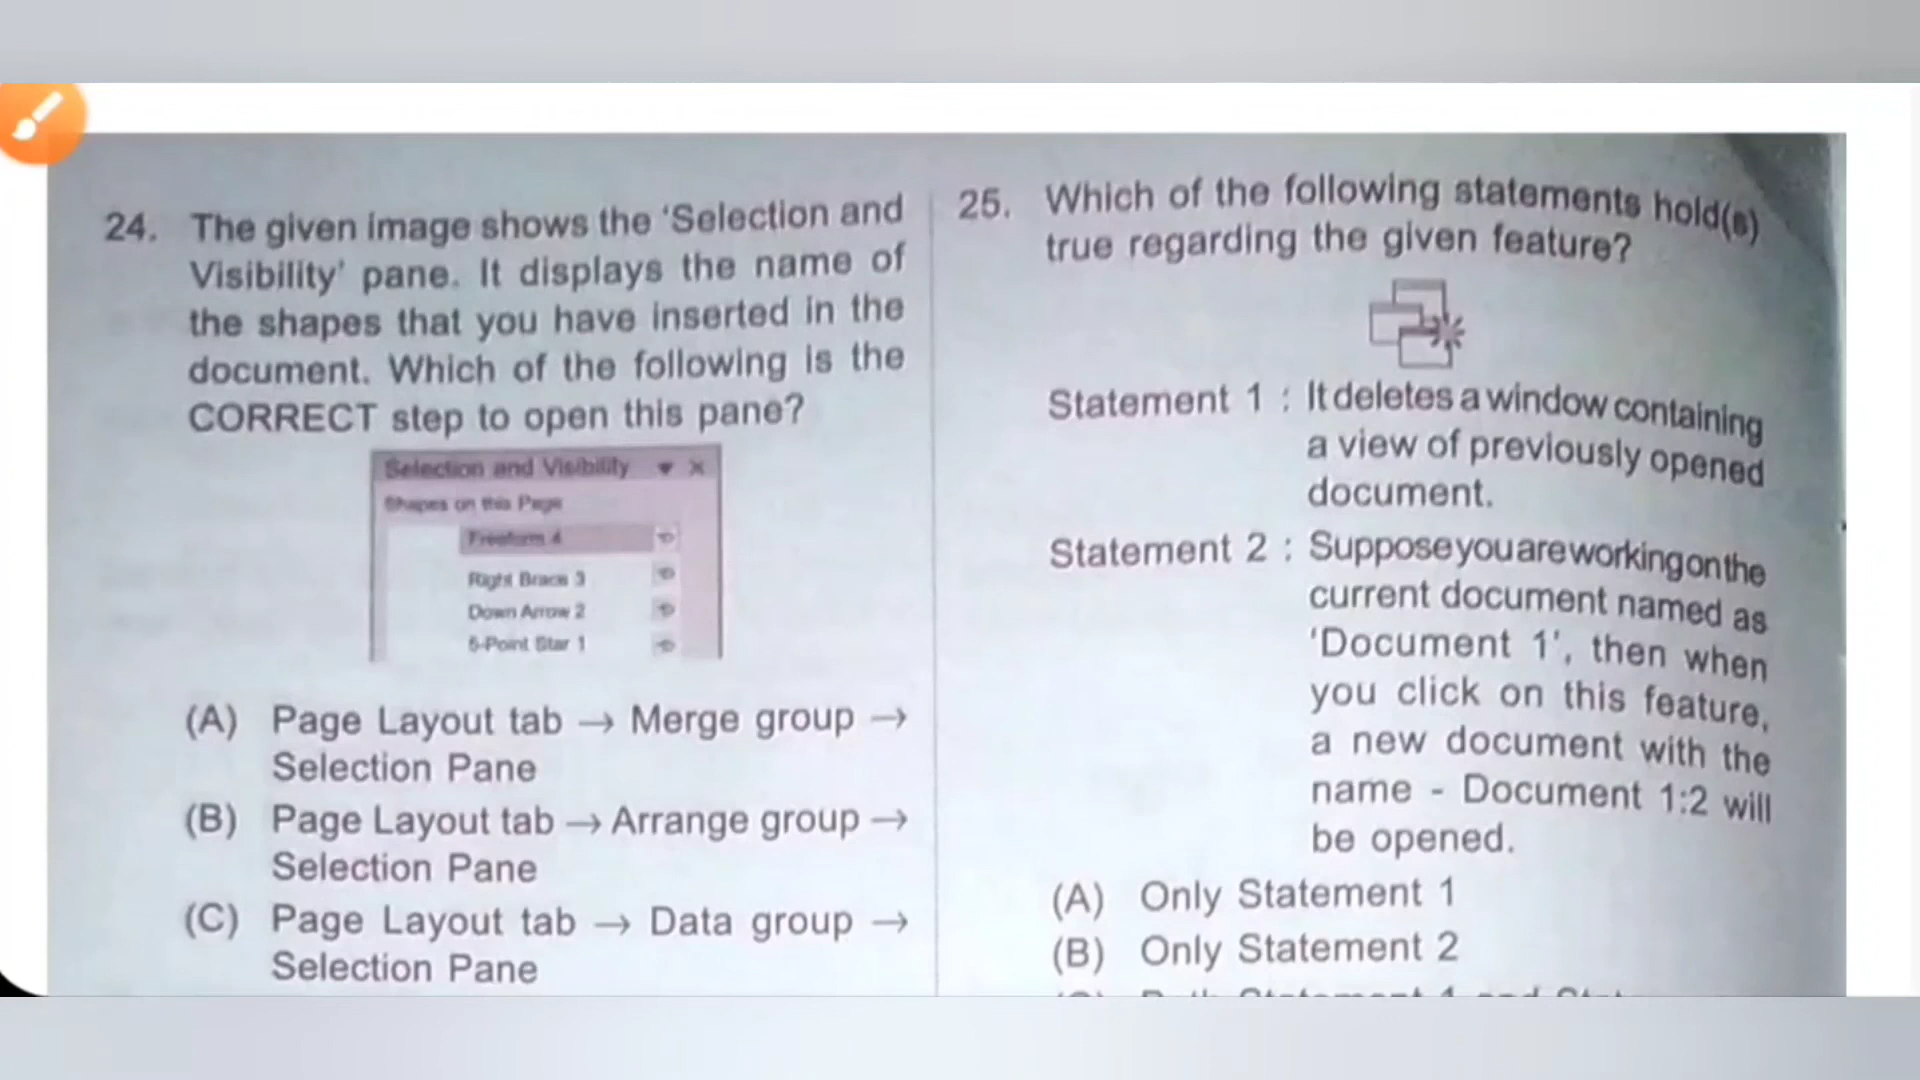 24. The given image shows the 'Selection and
Visibility' pane. It displays the name of
the shapes that you have inserted in the
document. Which of the following is the
CORRECT step to open this pane?
Selection and Visibility
Shapes on this Page
Freeform 4
Right Brace 3
Down Arrow 2
5-Point Star 1
(A) Page Layout tab → Merge group →
Selection Pane
(B) Page Layout tab → Arrange group →
Selection Pane
(C) Page Layout tab → Data group →
Selection Pane
25. Which of the following statements hold(s)
true regarding the given feature?
Statement 1 : It deletes a window containing
a view of previously opened
document.
Statement 2 : Suppose you are working on the
current document named as
'Document 1', then when
you click on this feature,
a new document with the
name - Document 1:2 will
be opened.
(A) Only Statement 1
(B) Only Statement 2